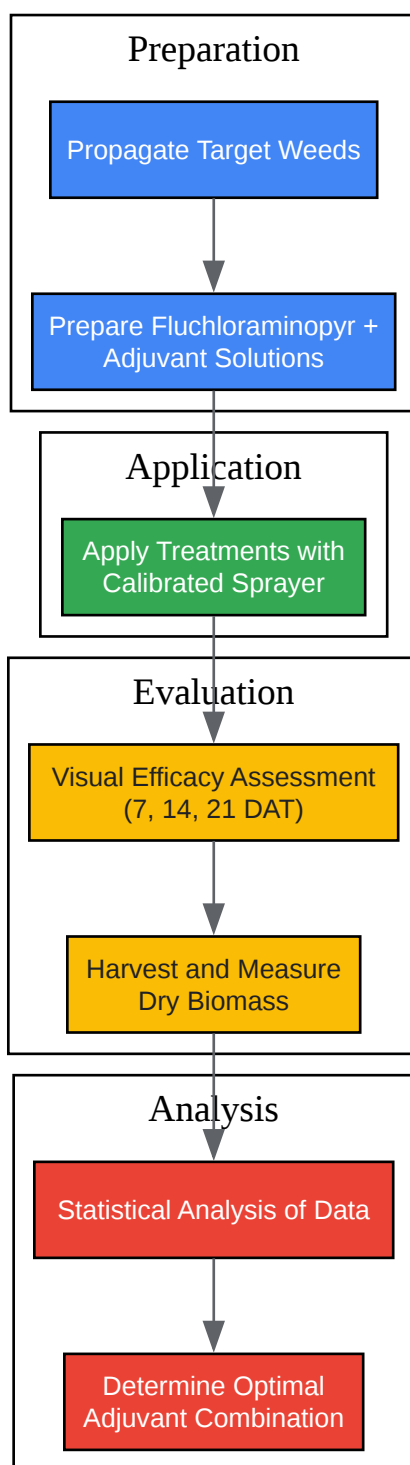 Preparation
Propagate Target Weeds
Prepare Fluchloraminopyr +
Adjuvant Solutions
Application
Apply Treatments with
Calibrated Sprayer
Evaluation
Visual Efficacy Assessment
(7, 14, 21 DAT)
Harvest and Measure
Dry Biomass
Analysis
Statistical Analysis of Data
Determine Optimal
Adjuvant Combination